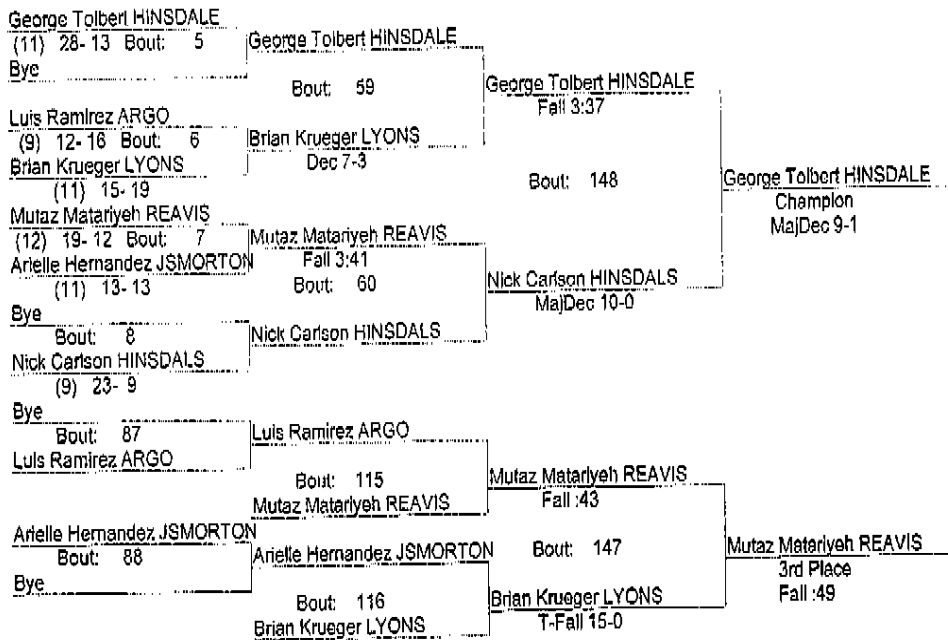 George Tolbert HINSDALE
(11) 28- 13 Bout: 5
Bye
George Tolbert HINSDALE
Bout: 59
George Tolbert HINSDALE
Fall 3:37
Luis Ramirez ARGO
(9) 12- 16 Bout: 6
Brian Krueger LYONS
(11) 15- 19
Brian Krueger LYONS
Dec 7-3
Bout: 148
George Tolbert HINSDALE
Champion
MajDec 9-1
Mutaz Matariyeh REAVIS
(12) 19- 12 Bout: 7
Arielle Hernandez JSMORTON
(11) 13- 13
Mutaz Matariyeh REAVIS
Fall 3:41
Bout: 60
Nick Carlson HINSDALS
MajDec 10-0
Bye
Bout: 8
Nick Carlson HINSDALS
(9) 23- 9
Nick Carlson HINSDALS
Bye
Bout: 87
Luis Ramirez ARGO
Luis Ramirez ARGO
Bout: 115
Mutaz Matariyeh REAVIS
Mutaz Matariyeh REAVIS
Fall :43
Arielle Hernandez JSMORTON
Bout: 88
Bye
Arielle Hernandez JSMORTON
Bout: 116
Brian Krueger LYONS
Bout: 147
Brian Krueger LYONS
T-Fall 15-0
Mutaz Matariyeh REAVIS
3rd Place
Fall :49